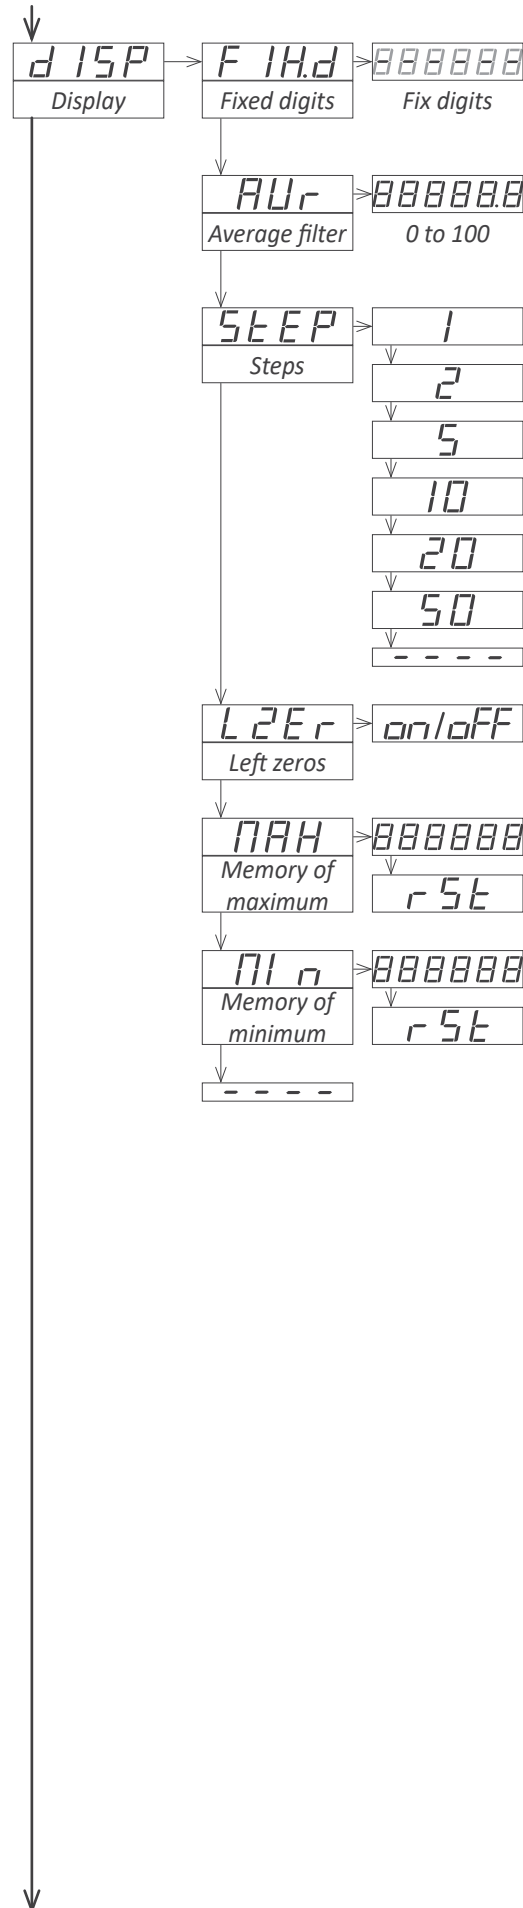 d ISP
Display
F IH.d
Fixed digits
888888
Fix digits
AVr
Average filter
88888.8
0 to 100
StEP
Steps
1
2
5
10
20
50
- - - -
LZEr
Left zeros
on/oFF
MAH
Memory of
maximum
888888
rSt
MIn
Memory of
minimum
888888
rSt
- - - -